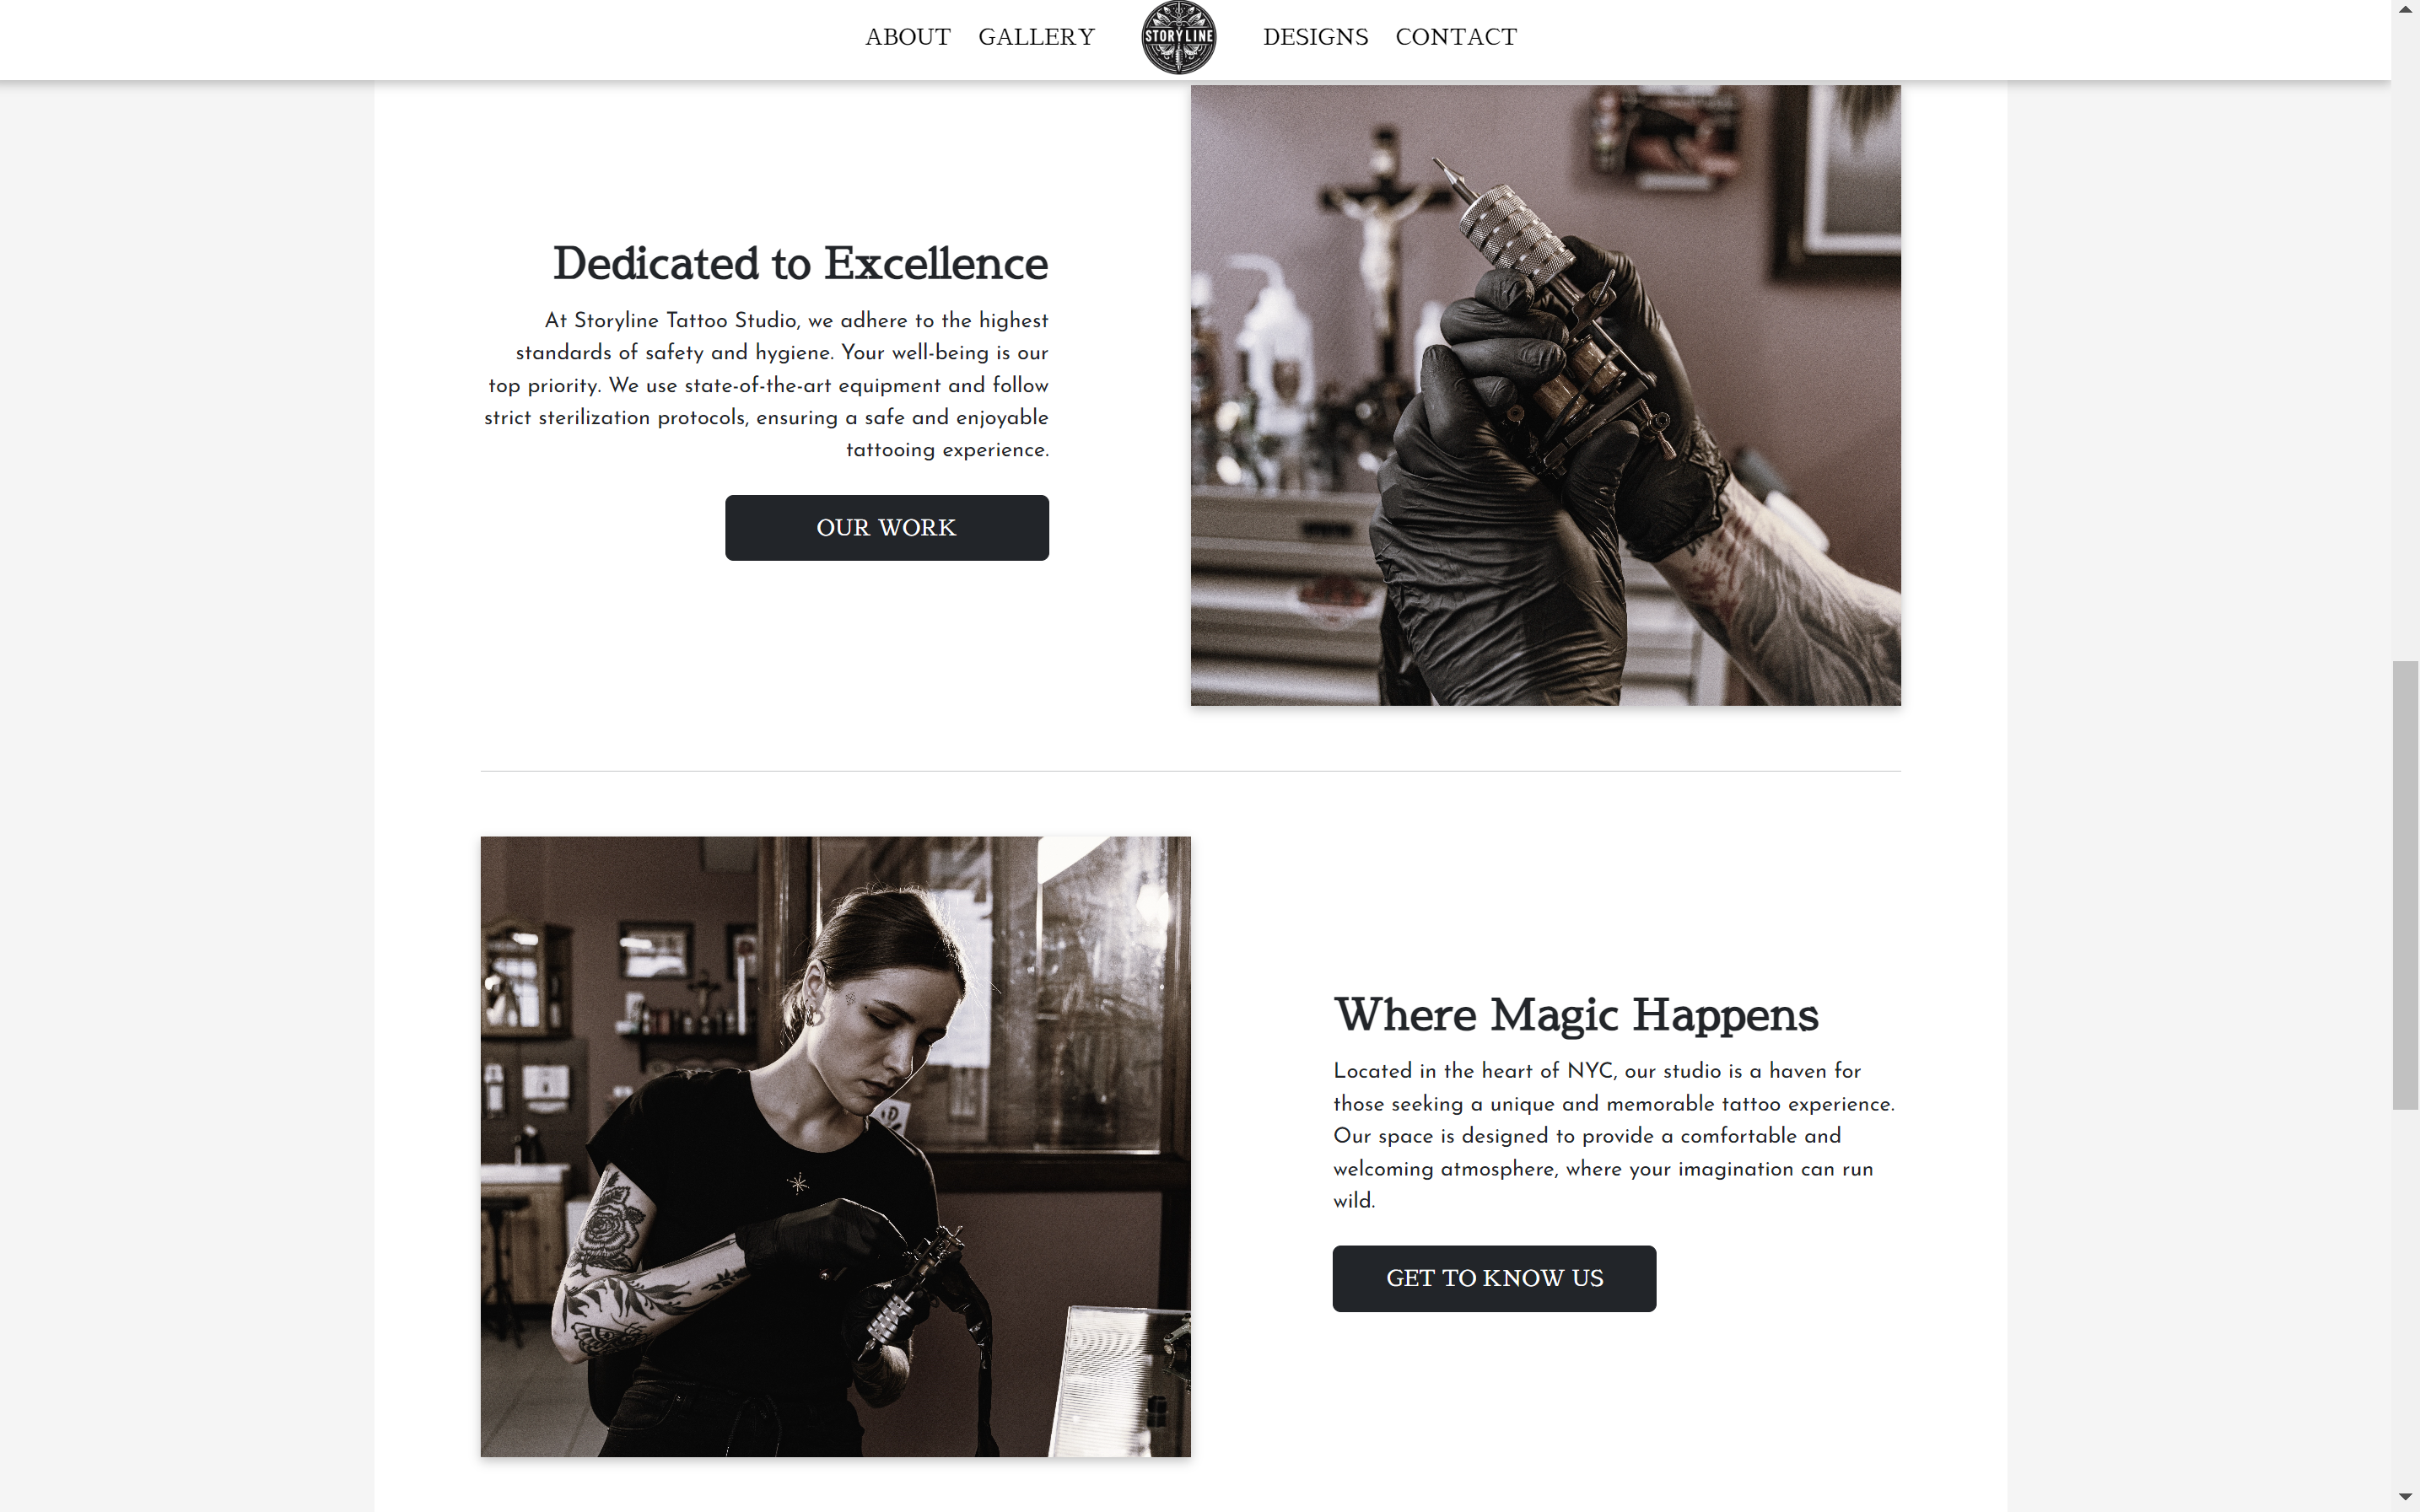 ABOUT GALLERY STORYLINE DESIGNS CONTACT
Dedicated to Excellence
At Storyline Tattoo Studio, we adhere to the highest
standards of safety and hygiene. Your well-being is our
top priority. We use state-of-the-art equipment and follow
strict sterilization protocols, ensuring a safe and enjoyable
tattooing experience.
OUR WORK
Where Magic Happens
Located in the heart of NYC, our studio is a haven for
those seeking a unique and memorable tattoo experience.
Our space is designed to provide a comfortable and
welcoming atmosphere, where your imagination can run
wild.
GET TO KNOW US